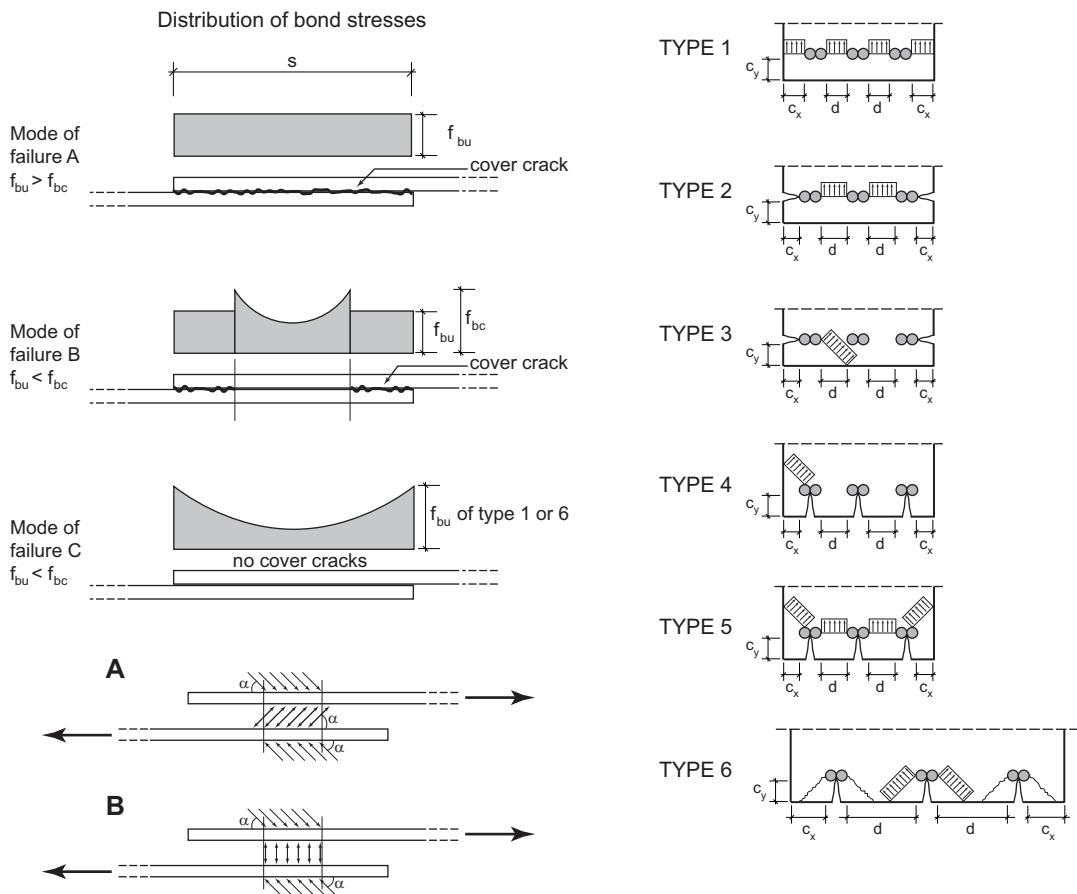 Distribution of bond stresses
s
Mode of
failure A
f_bu > f_bc
f_bu
cover crack
Mode of
failure B
f_bu < f_bc
f_bu
f_bc
cover crack
Mode of
failure C
f_bu < f_bc
f_bu of type 1 or 6
no cover cracks
A
α
α
α
B
α
α
TYPE 1
c_y
c_x d d c_x
TYPE 2
c_y
c_x d d c_x
TYPE 3
c_y
c_x d d c_x
TYPE 4
c_y
c_x d d c_x
TYPE 5
c_y
c_x d d c_x
TYPE 6
c_y
c_x d d c_x